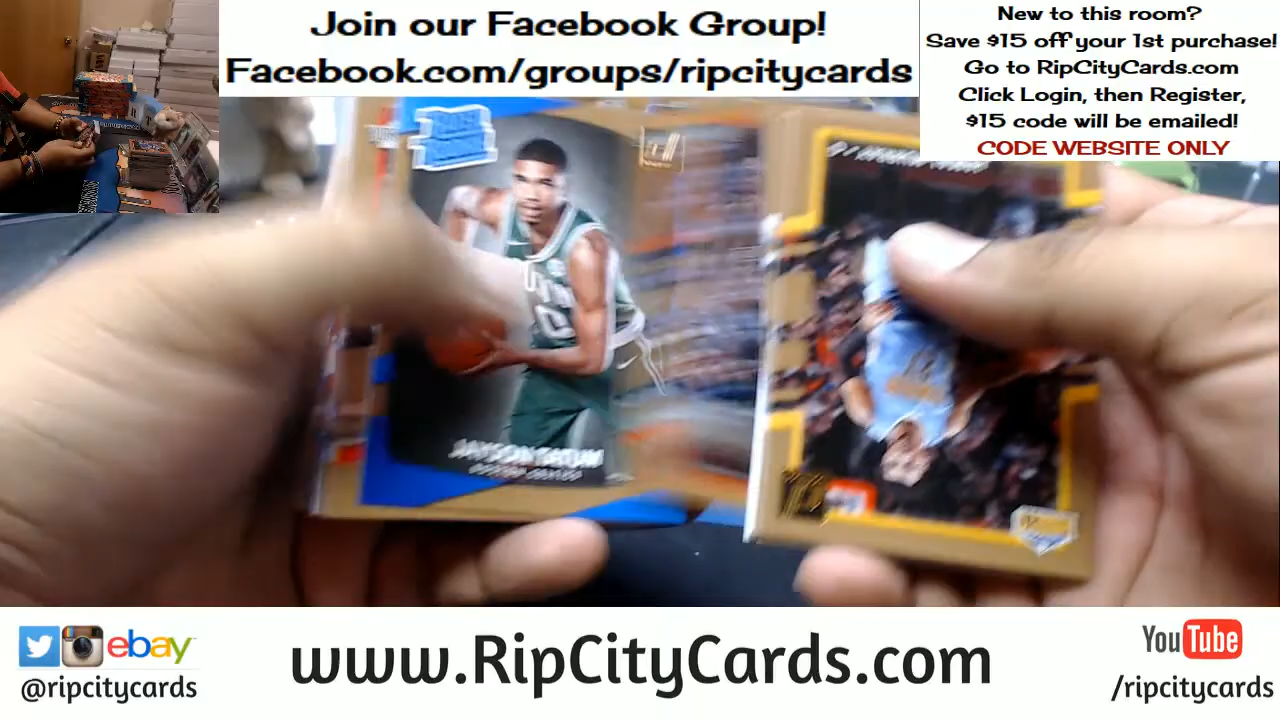 Join our Facebook Group!
Facebook.com/groups/ripcitycards
New to this room?
Save $15 off your 1st purchase!
Go to RipCityCards.com
Click Login, then Register,
$15 code will be emailed!
CODE WEBSITE ONLY
JAYSON TATUM
ebay
@ripcitycards
www.RipCityCards.com
YouTube
/ripcitycards